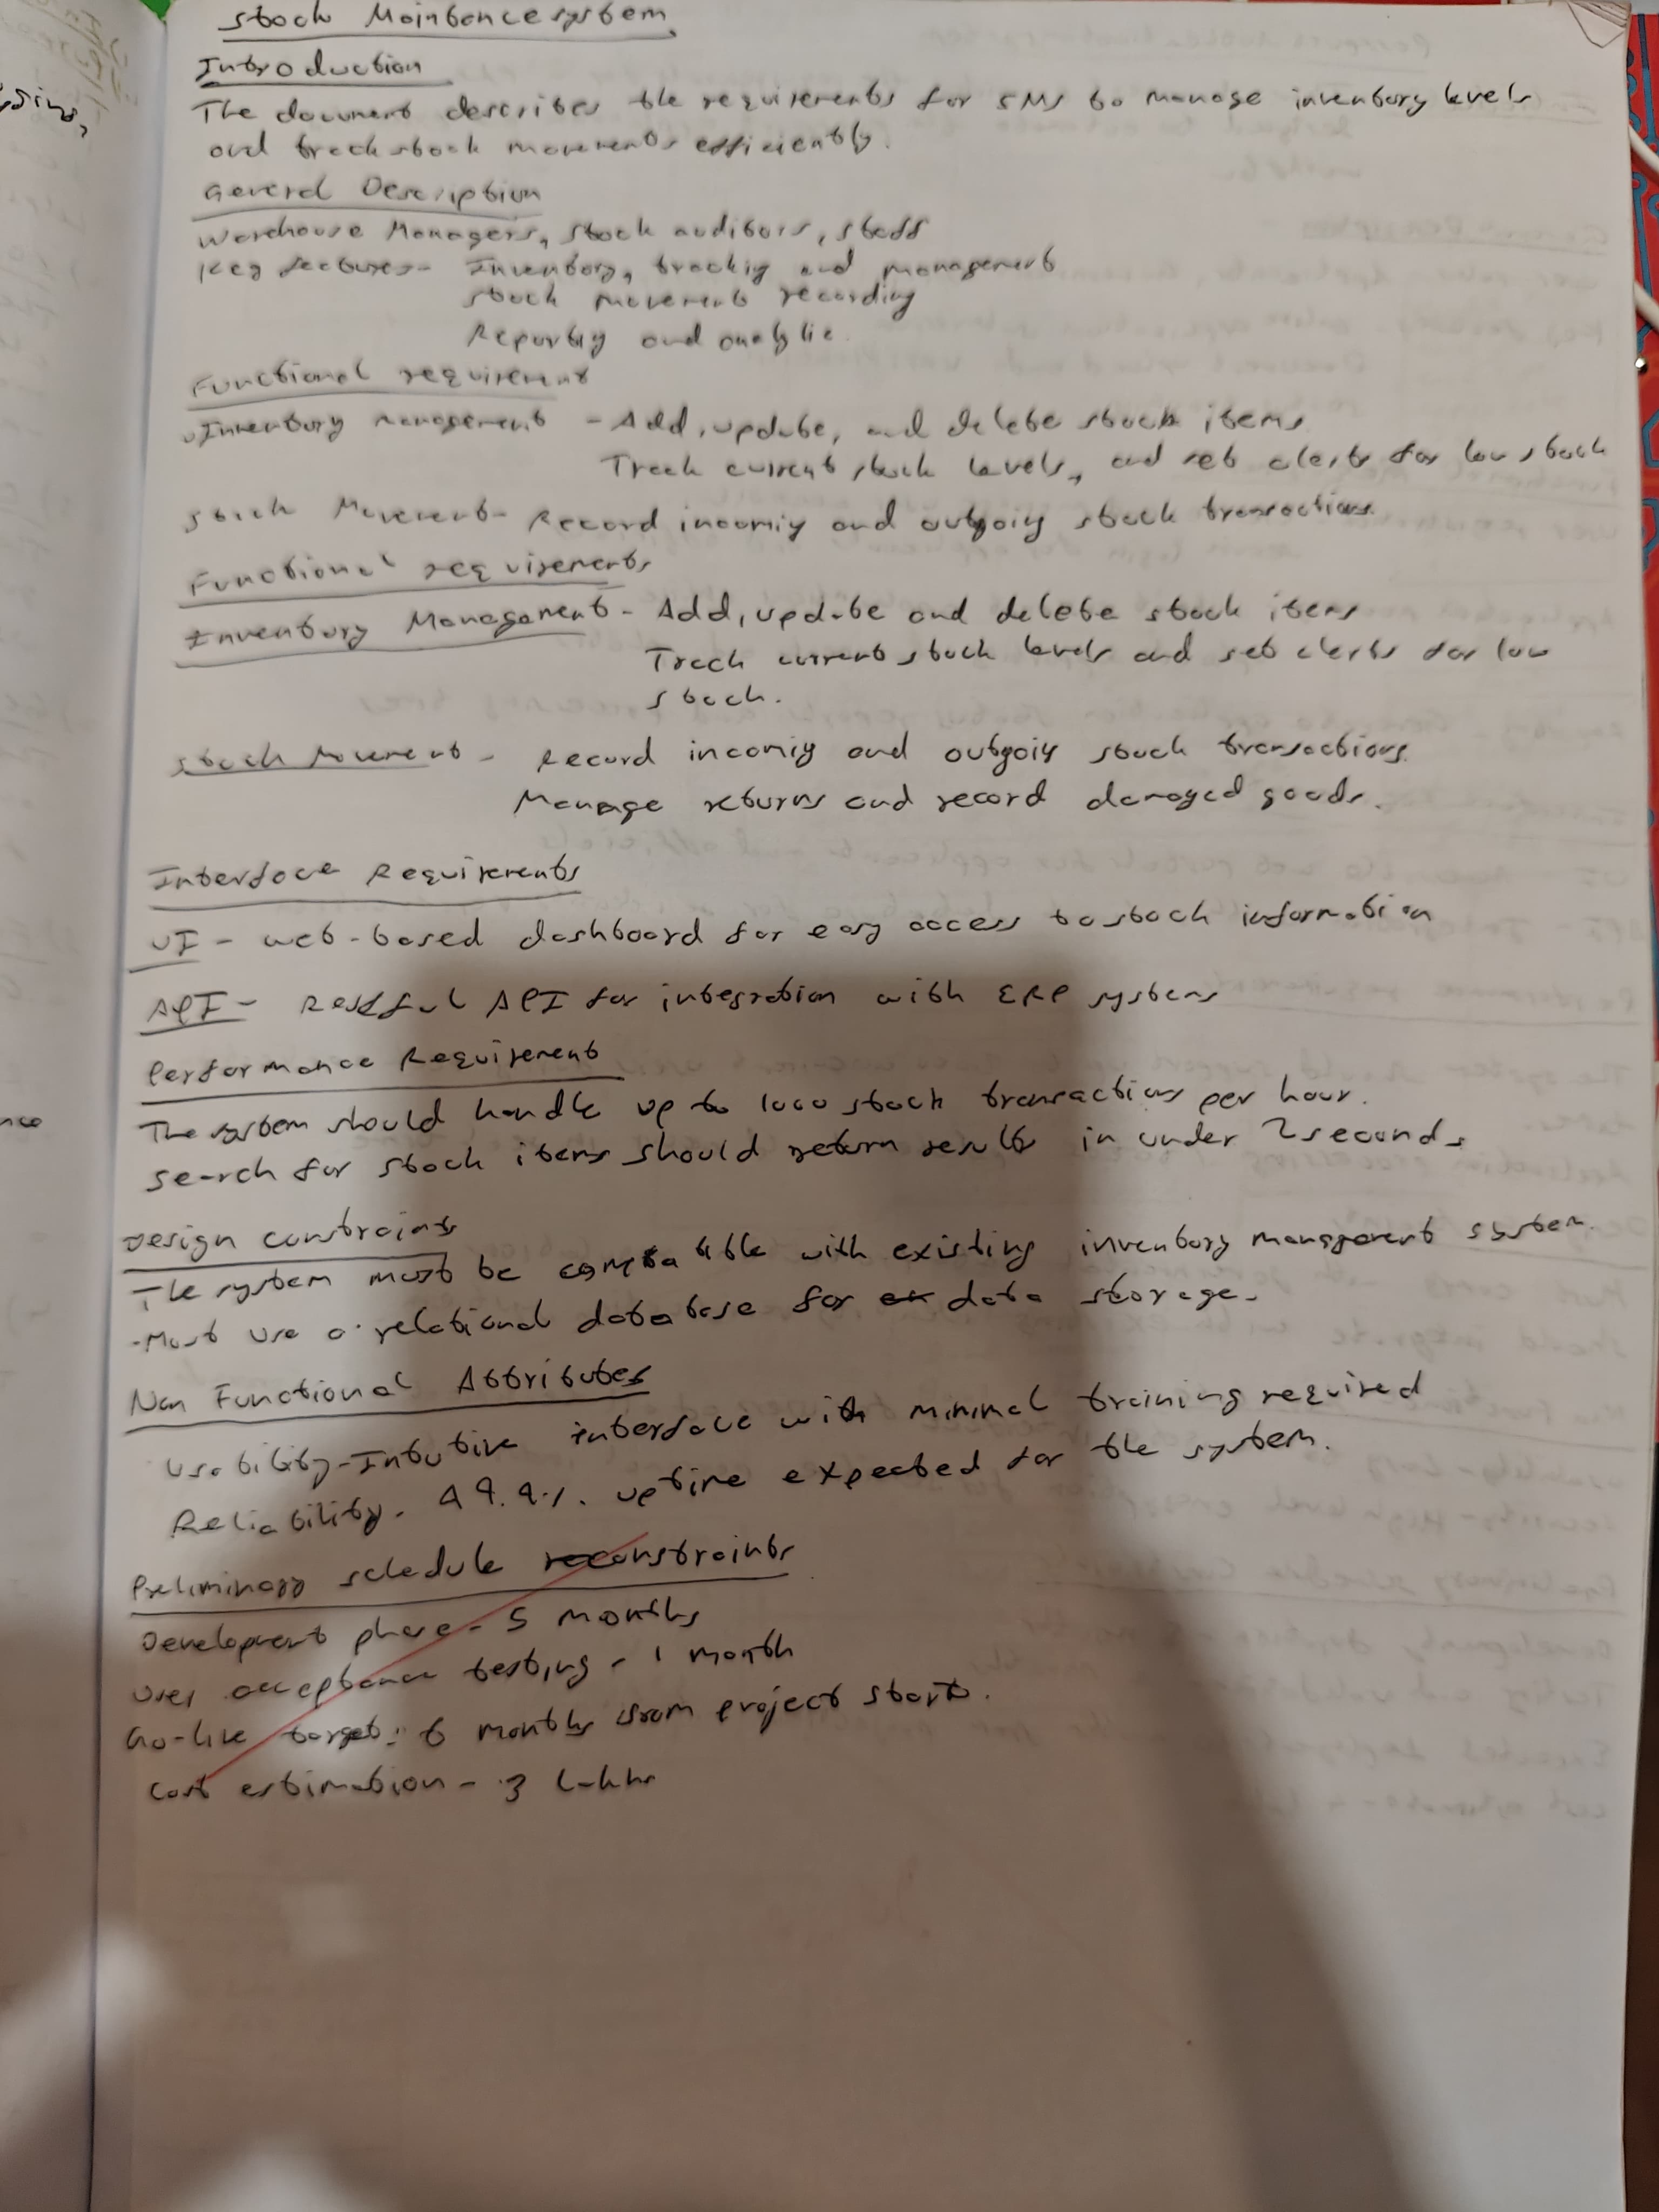 Stock Maintance system
Introduction
The document describes the requirements for SMS to manage inventory levels
and track stock movements efficiently.
General Description
Warehouse Managers, stock auditors, staff
Key features - Inventory, tracking and management
Stock movement recording
Reporting and analytic.
Functional requirement
Inventory Management - Add, update, and delete stock items
Track current stock levels, and set alerts for low stock
Stock Movement - Record incoming and outgoing stock transactions
Functional requirements
Inventory Management - Add, update and delete stock items
Track current stock levels and set alerts for low
stock.
Stock Movement - Record incoming and outgoing stock transactions.
Manage returns and record damaged goods.
Interface Requirements
UI - web-based dashboard for easy access to stock information
API - Restful API for integration with ERP systems
Performance Requirement
The system should handle up to 1000 stock transactions per hour.
Search for stock items should return results in under 2 seconds
Design constraints
The system must be compatible with existing inventory management system.
- Must use a relational database for data storage.
Non Functional Attributes
Usability - Intutive interface with minimal training required
Reliability - 99.9%. uptime expected for the system.
Preliminary schedule constraints
Development phase - 5 months
User acceptance testing - 1 month
Go-live target: 6 months from project start.
Cost estimation - 3 Lakhs